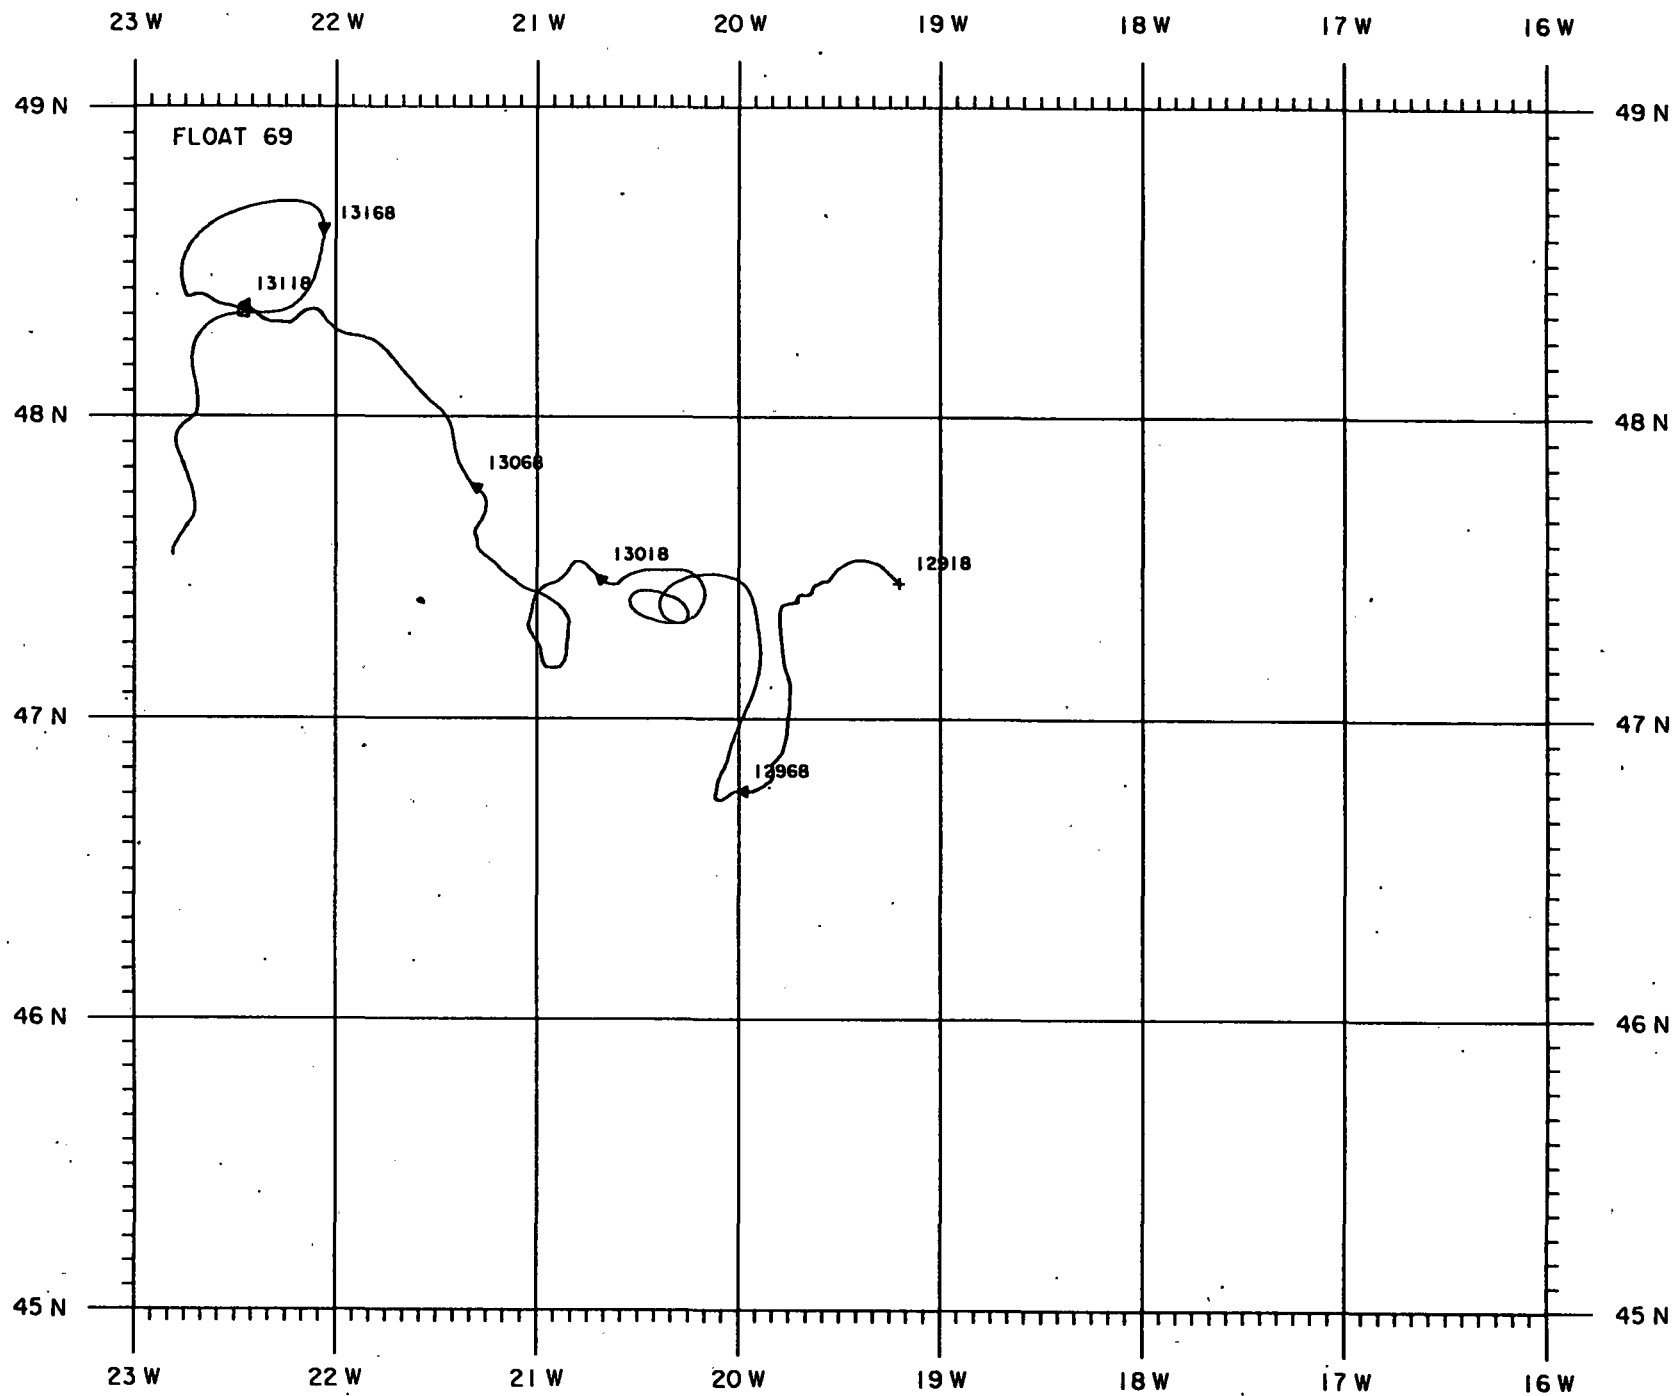 23 W 22 W 21 W 20 W 19 W 18 W 17 W 16 W
49 N 49 N
FLOAT 69
13168
13118
48 N 48 N
13068
13018 12918
47 N 47 N
12968
46 N 46 N
45 N 45 N
23 W 22 W 21 W 20 W 19 W 18 W 17 W 16 W